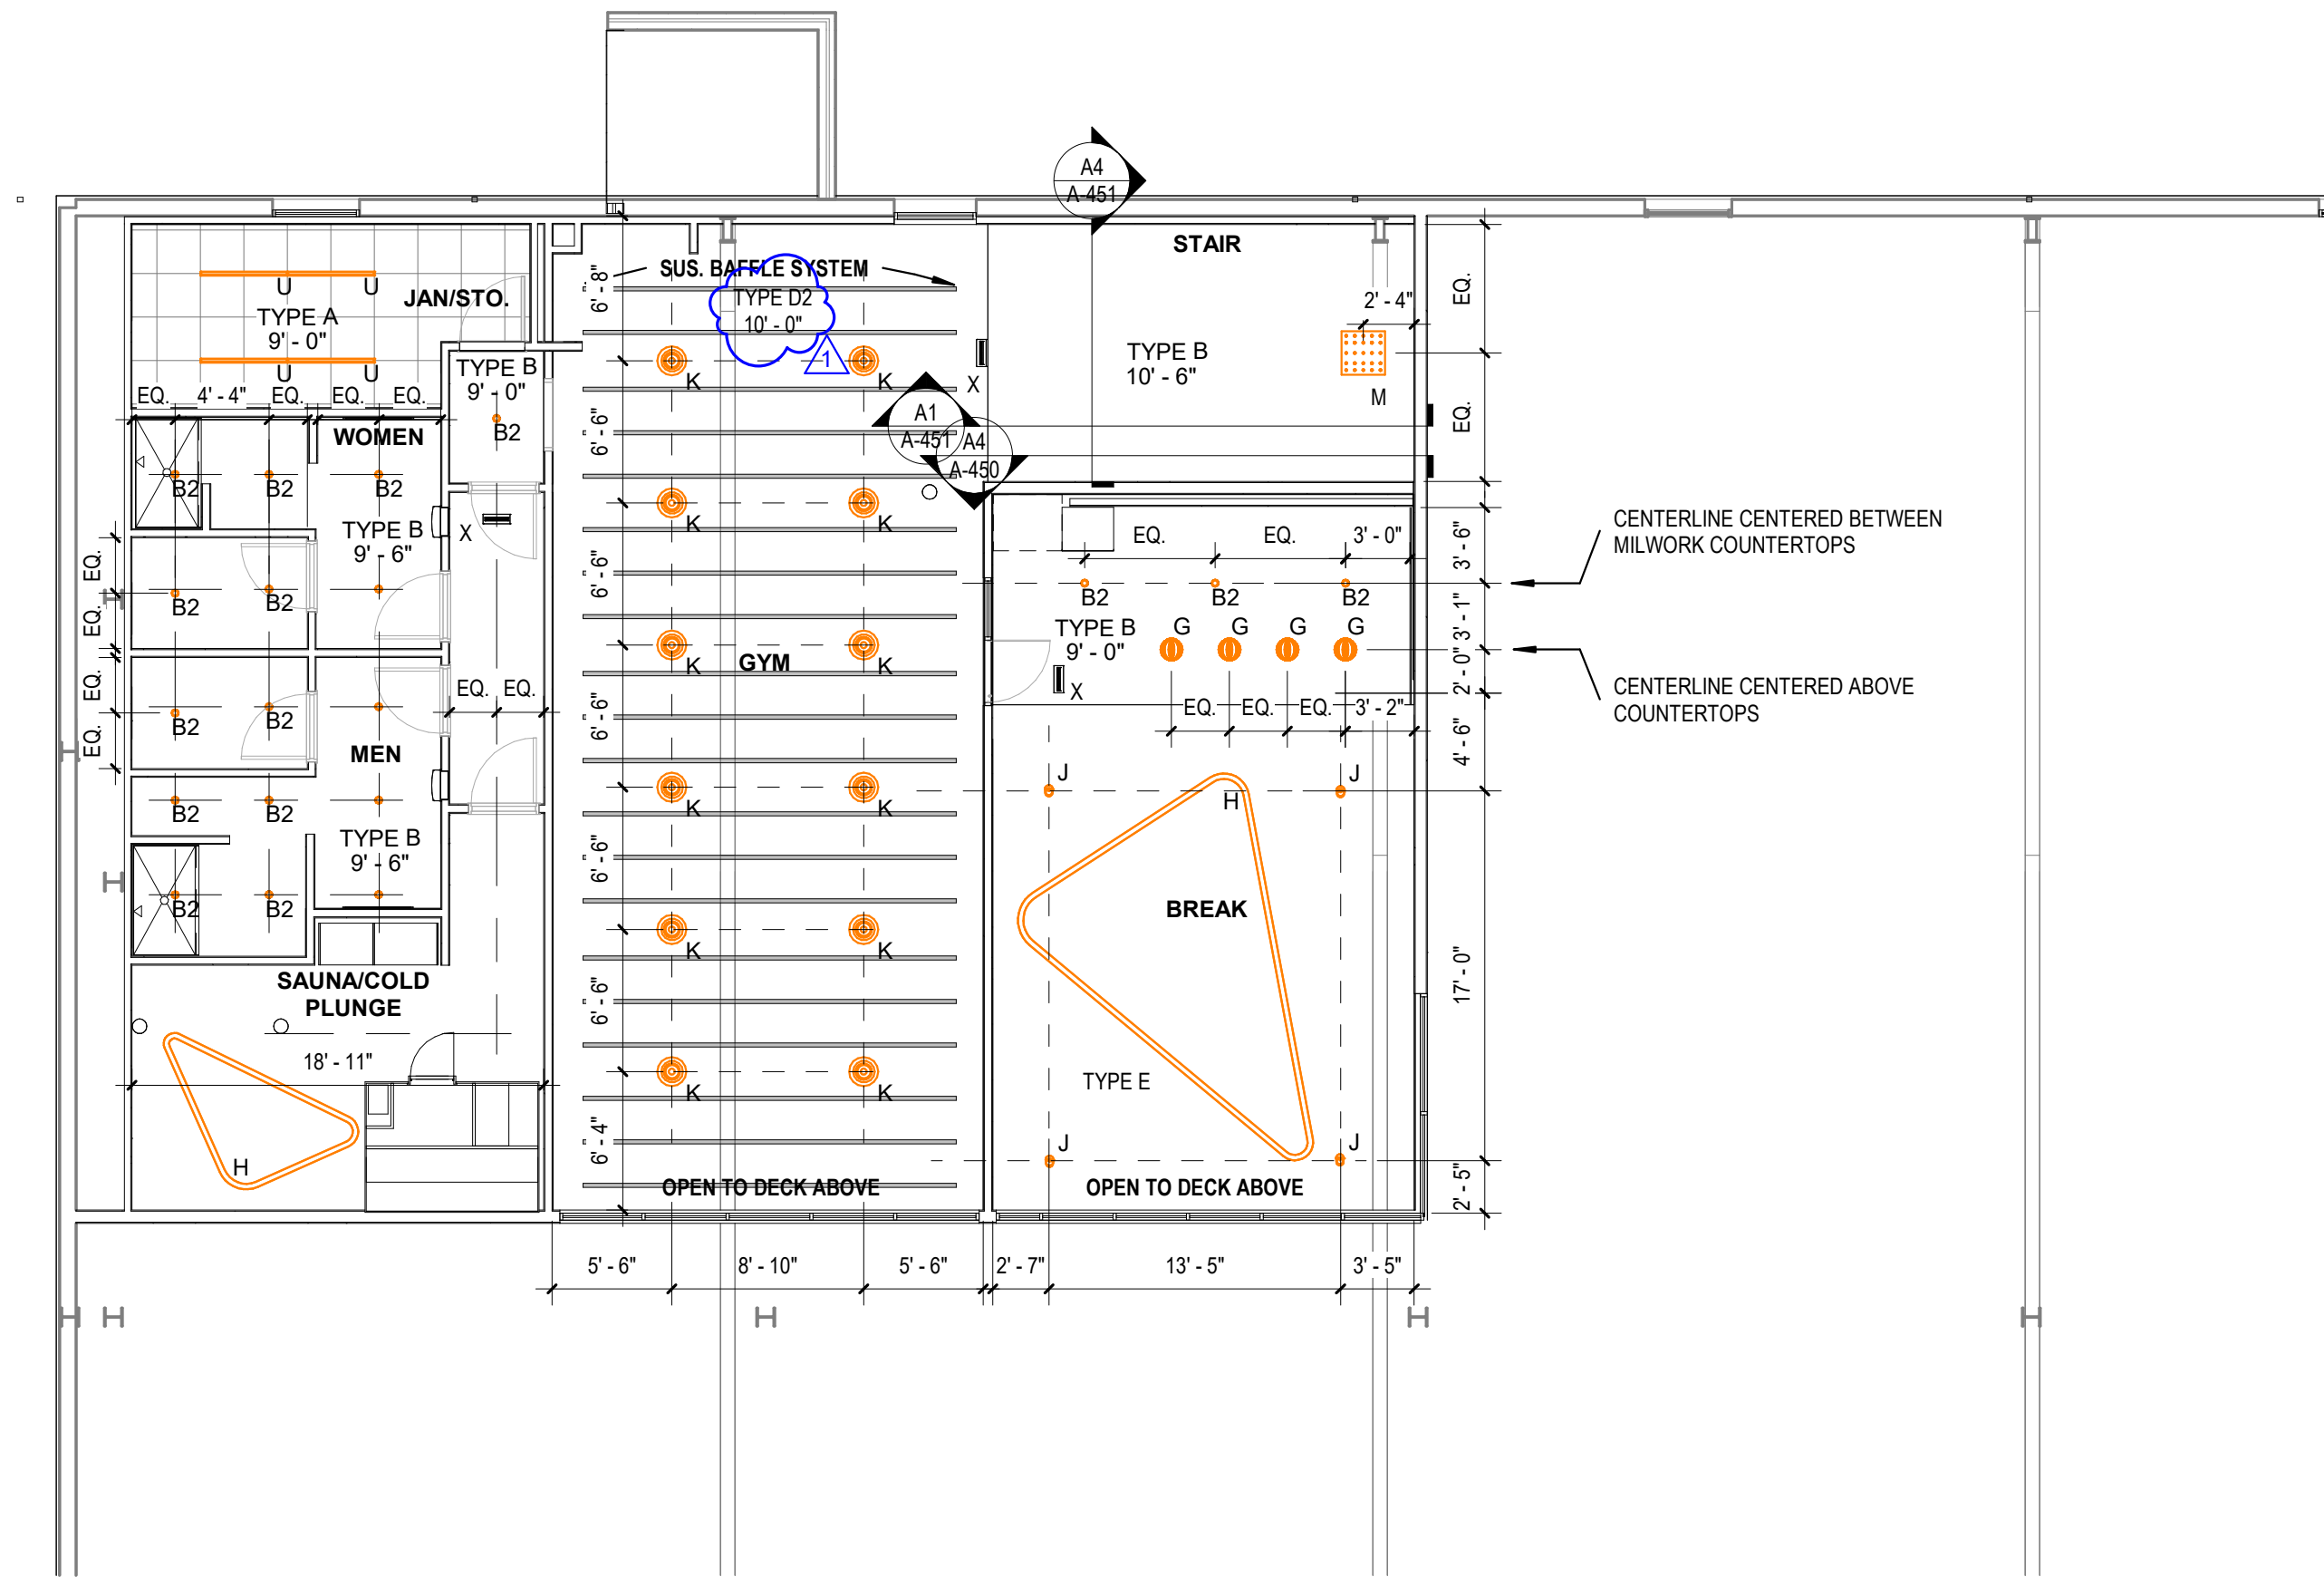 A4
A-451
STAIR
SUS. BAFFLE SYSTEM
TYPE D2
10' - 0"
1
6' - 8"
U
U
JAN/STO.
TYPE A
9' - 0"
U
U
2' - 4"
EQ.
TYPE B
10' - 6"
M
EQ.
TYPE B
9' - 0"
B2
K
K
X
EQ.
4' - 4"
EQ.
EQ.
EQ.
A1
A-451
A4
A-450
6' - 6"
WOMEN
B2
B2
B2
TYPE B
9' - 6"
X
K
K
EQ.
EQ.
3' - 0"
3' - 6"
CENTERLINE CENTERED BETWEEN
MILWORK COUNTERTOPS
EQ.
EQ.
B2
B2
6' - 6"
B2
B2
B2
3' - 1"
TYPE B
9' - 0"
G
G
G
G
X
2' - 0"
CENTERLINE CENTERED ABOVE
COUNTERTOPS
K
K
GYM
EQ.
EQ.
B2
B2
EQ.
EQ.
6' - 6"
EQ.
EQ.
EQ.
3' - 2"
4' - 6"
MEN
J
J
H
B2
B2
K
K
TYPE B
9' - 6"
6' - 6"
B2
B2
BREAK
K
K
SAUNA/COLD
PLUNGE
6' - 6"
17' - 0"
18' - 11"
K
K
TYPE E
6' - 4"
J
J
H
OPEN TO DECK ABOVE
OPEN TO DECK ABOVE
2' - 5"
5' - 6"
8' - 10"
5' - 6"
2' - 7"
13' - 5"
3' - 5"